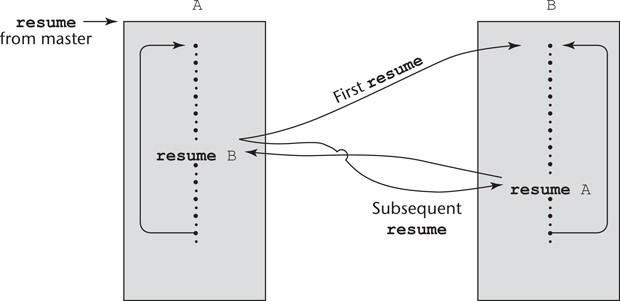 A
B
resume
from master
First resume
resume B
resume A
Subsequent
resume